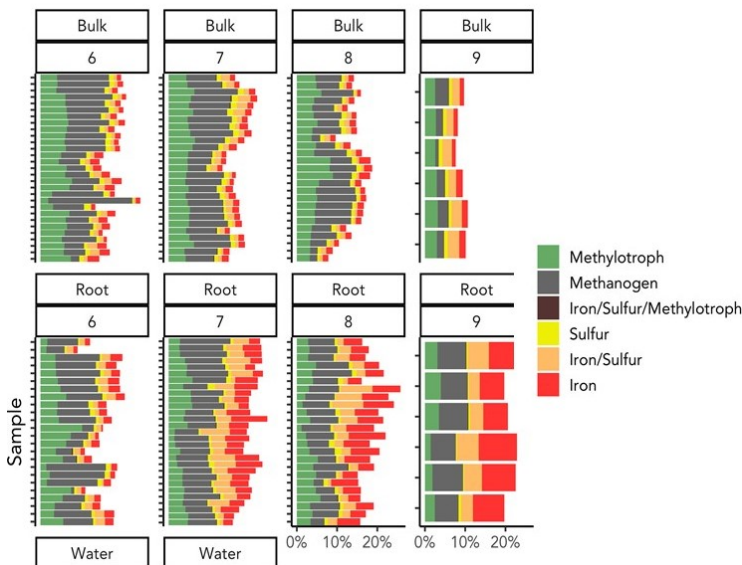 Bulk Bulk Bulk Bulk
6 7 8 9
Methylotroph
Methanogen
Iron/Sulfur/Methylotroph
Sulfur
Iron/Sulfur
Iron
Root Root Root Root
6 7 8 9
Sample
0% 10% 20% 0% 10% 20%
Water Water